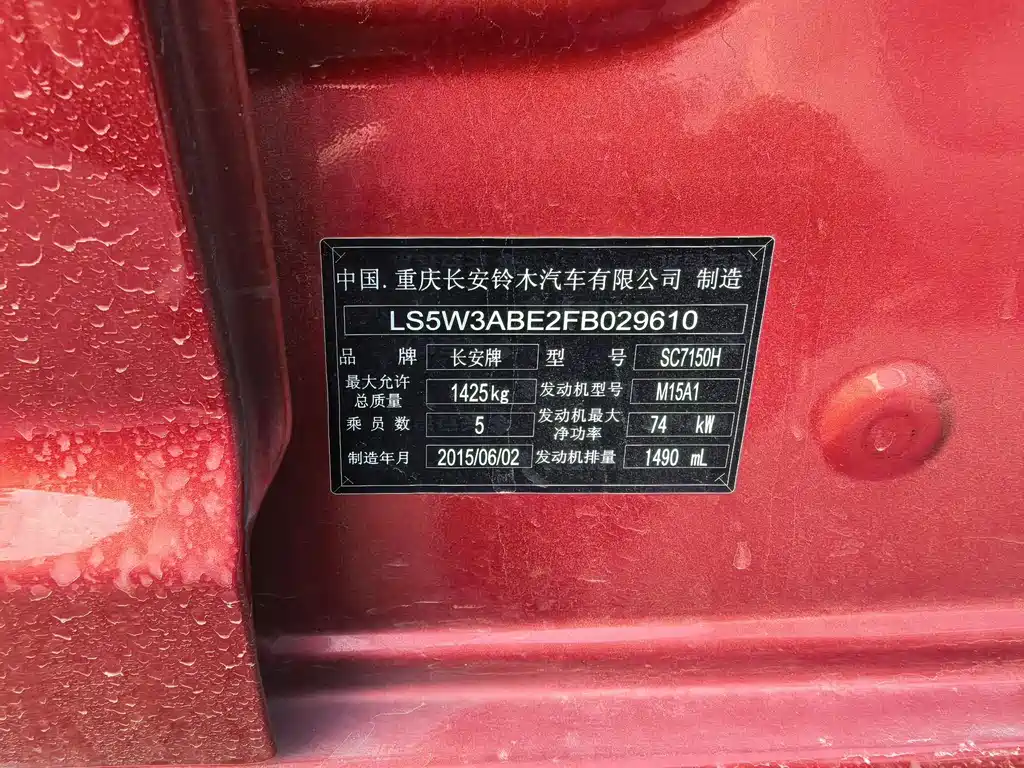 中国.重庆长安铃木汽车有限公司 制造
LS5W3ABE2FB029610
品 牌 长安牌 型 号 SC7150H
最大允许总质量 1425kg 发动机型号 M15A1
乘员数 5 发动机最大净功率 74 kW
制造年月 2015/06/02 发动机排量 1490 mL